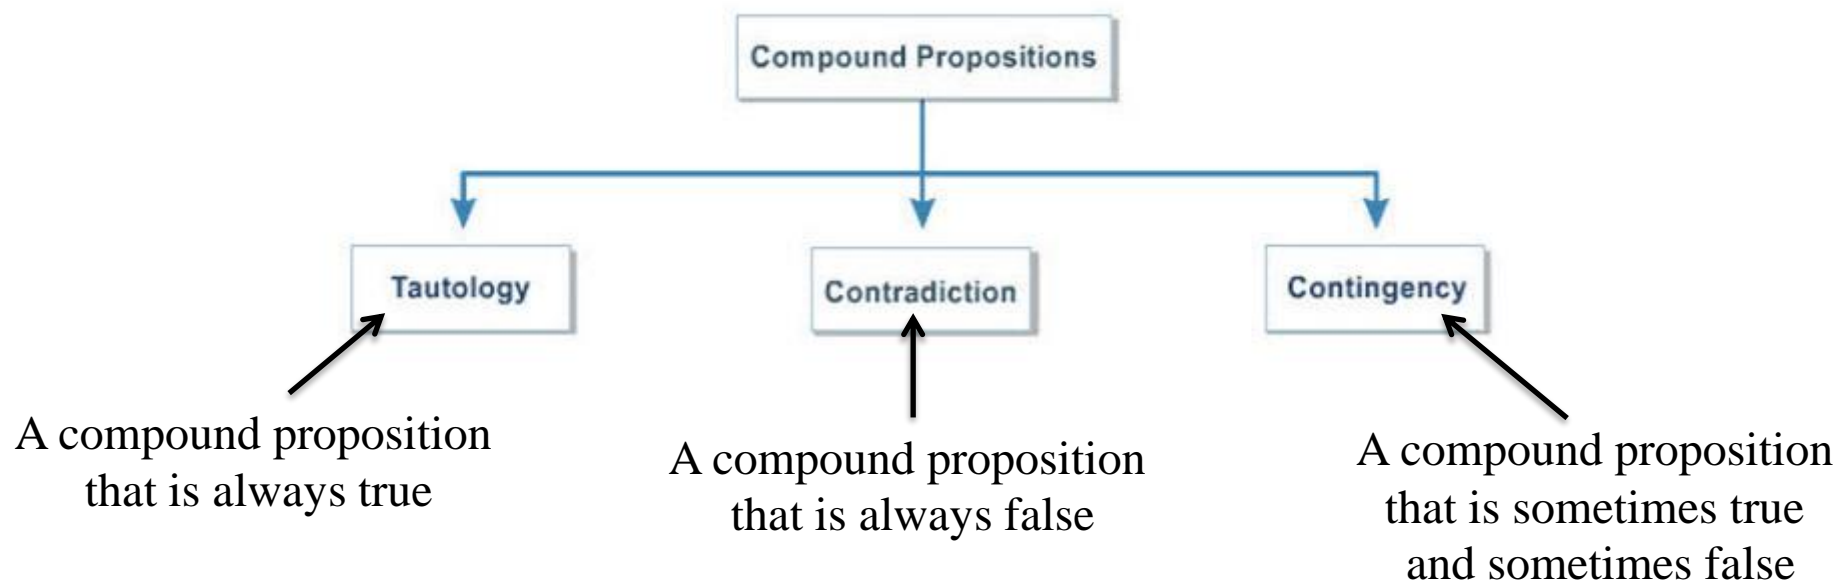 Compound Propositions
Tautology
Contradiction
Contingency
A compound proposition
that is always true
A compound proposition
that is always false
A compound proposition
that is sometimes true
and sometimes false